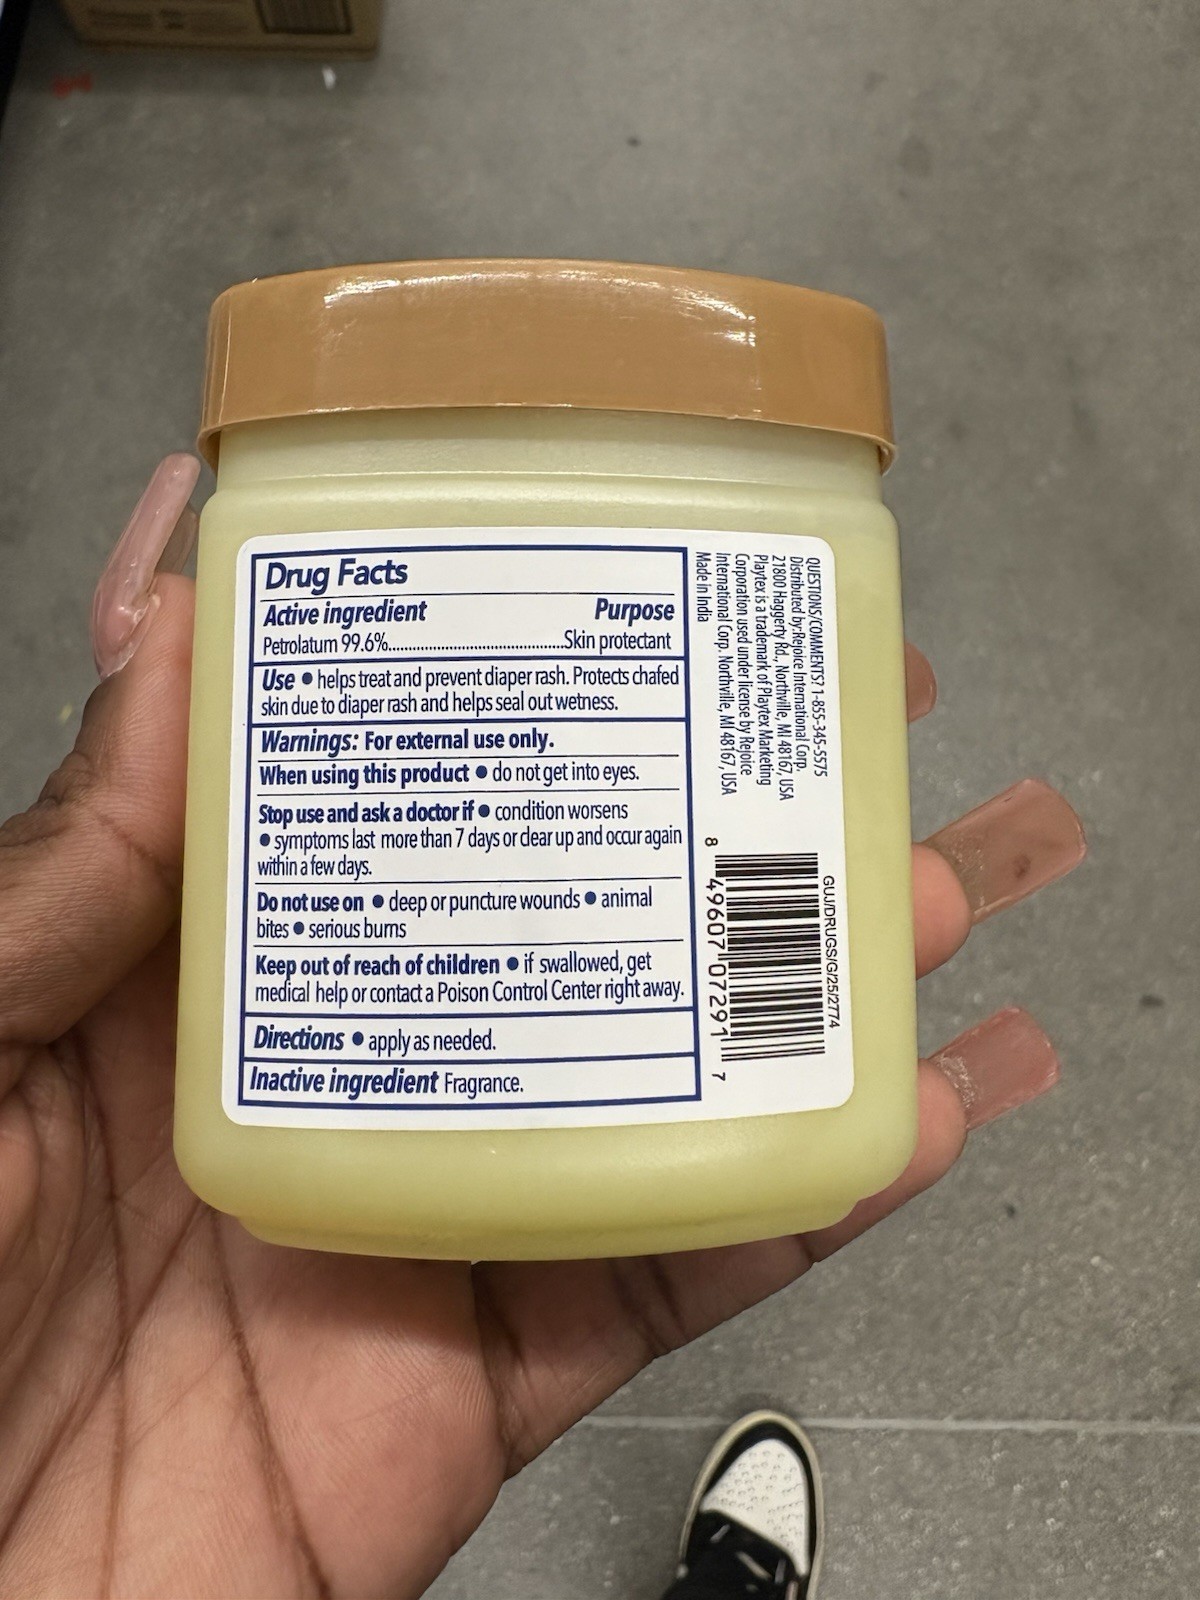 Drug Facts
Active ingredient Purpose
Petrolatum 99.6%............................................Skin protectant
Use • helps treat and prevent diaper rash. Protects chafed
skin due to diaper rash and helps seal out wetness.
Warnings: For external use only.
When using this product • do not get into eyes.
Stop use and ask a doctor if • condition worsens
• symptoms last more than 7 days or clear up and occur again
within a few days.
Do not use on • deep or puncture wounds • animal
bites • serious burns
Keep out of reach of children • if swallowed, get
medical help or contact a Poison Control Center right away.
Directions • apply as needed.
Inactive ingredient Fragrance.
QUESTIONS/COMMENTS? 1-855-345-5575
Distributed by:Rejoice International Corp.
21800 Haggerty Rd., Northville, MI 48167, USA
Playtex is a trademark of Playtex Marketing
Corporation used under license by Rejoice
International Corp. Northville, MI 48167, USA
Made in India
GUJ/DRUGS/G/25/2774
8 49607 07291 7